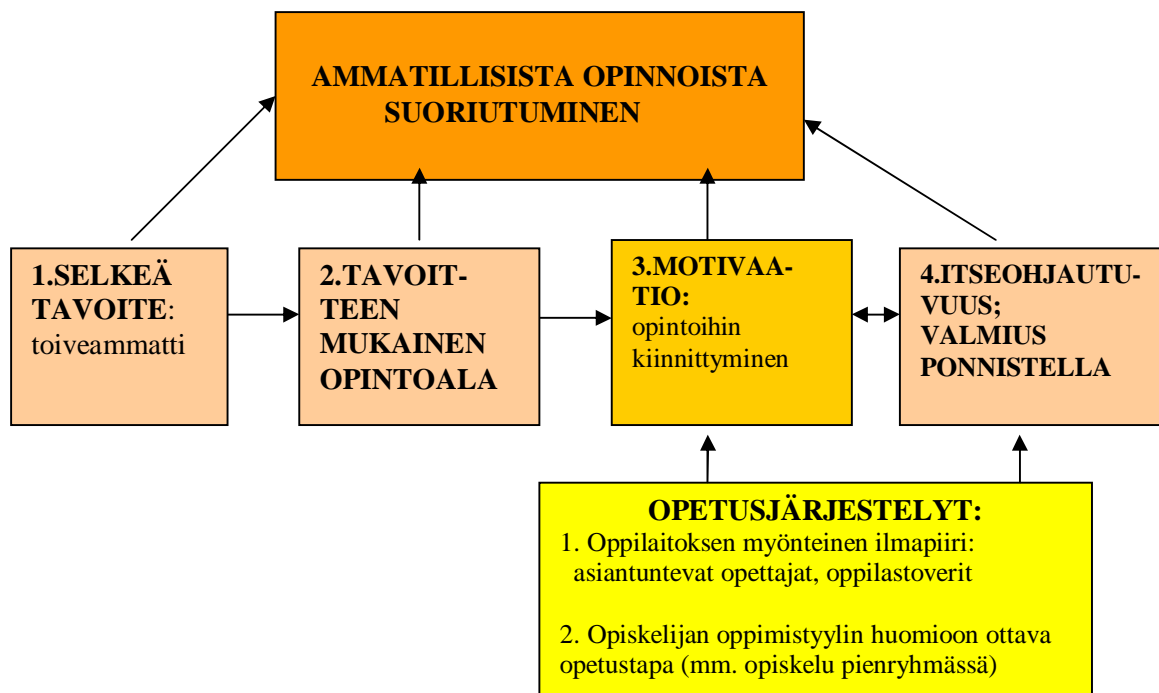 AMMATILLISISTA OPINNOISTA
SUORIUTUMINEN
1.SELKEÄ
TAVOITE:
toiveammatti
2.TAVOIT-
TEEN
MUKAINEN
OPINTOALA
3.MOTIVAA-
TIO:
opintoihin
kiinnittyminen
4.ITSEOHJAUTU-
VUUS;
VALMIUS
PONNISTELLA
OPETUSJÄRJESTELYT:
1. Oppilaitoksen myönteinen ilmapiiri:
asiantuntevat opettajat, oppilastoverit
2. Opiskelijan oppimistyylin huomioon ottava
opetustapa (mm. opiskelu pienryhmässä)